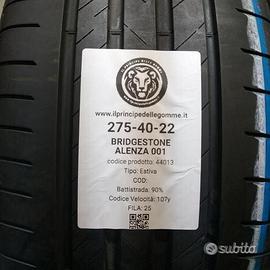 www.ilprincipedellegomme.it
275-40-22
BRIDGESTONE
ALENZA 001
codice prodotto: 44013
Tipo: Estiva
COD:
Battistrada: 90%
Codice Velocità: 107y
FILA: 25
subito